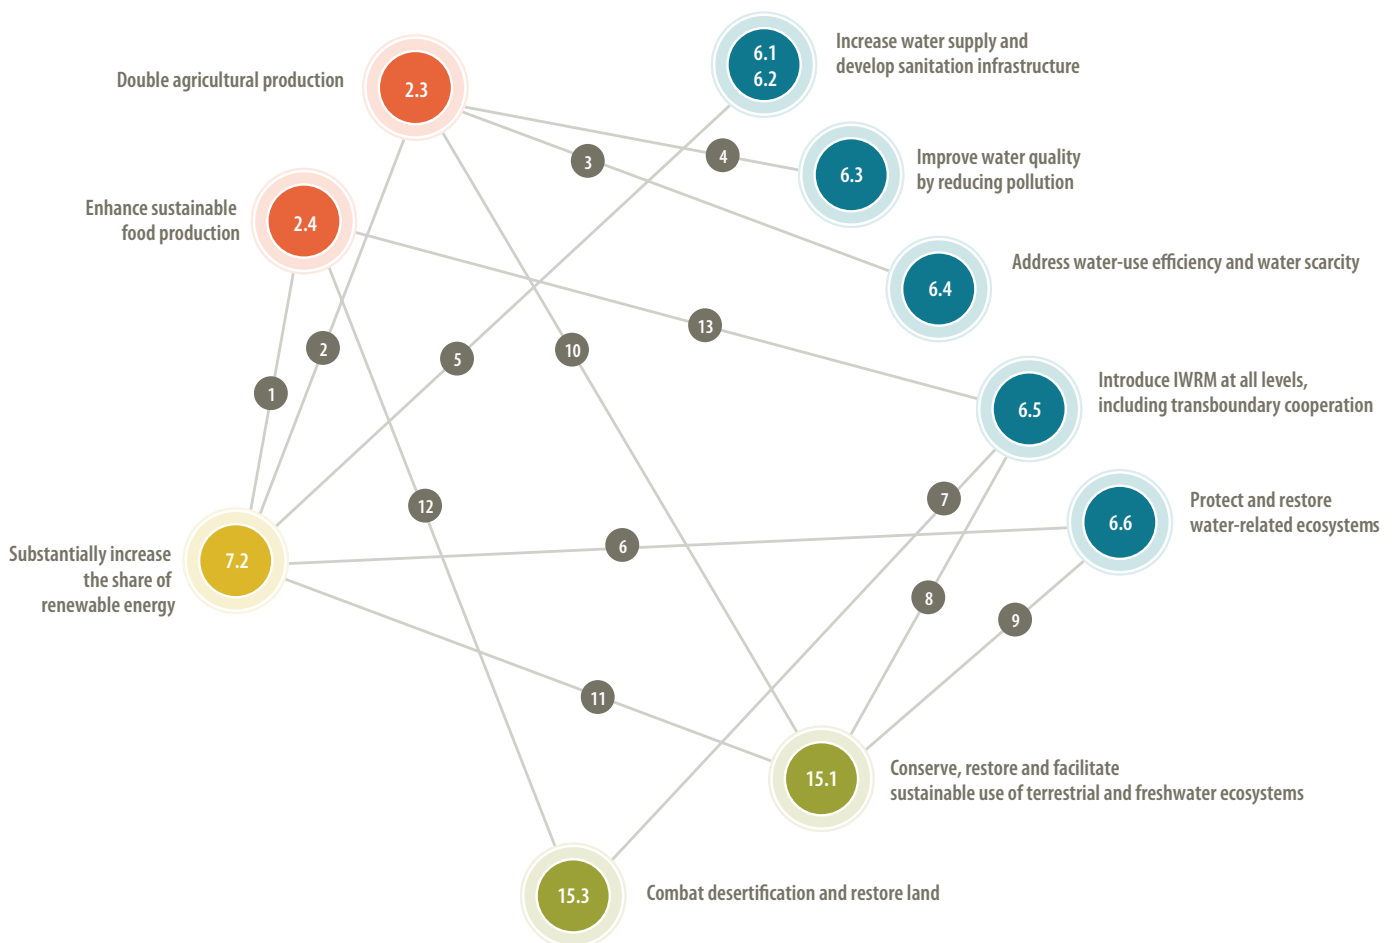 Double agricultural production
2.3
6.1
6.2
Increase water supply and
develop sanitation infrastructure
3
4
6.3
Improve water quality
by reducing pollution
Enhance sustainable
food production
2.4
6.4
Address water-use efficiency and water scarcity
13
2
5
10
1
6.5
Introduce IWRM at all levels,
including transboundary cooperation
12
7
6.6
Protect and restore
water-related ecosystems
Substantially increase
the share of
renewable energy
7.2
6
8
9
11
15.1
Conserve, restore and facilitate
sustainable use of terrestrial and freshwater ecosystems
15.3
Combat desertification and restore land